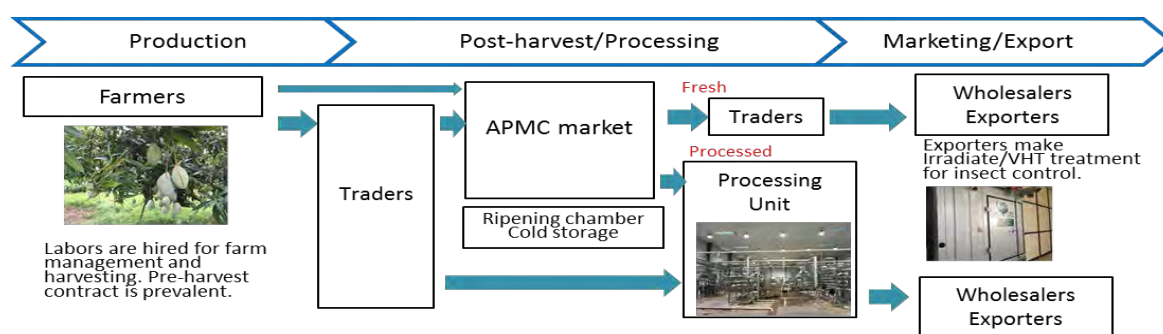 Production
Post-harvest/Processing
Marketing/Export
Farmers
Labors are hired for farm
management and
harvesting. Pre-harvest
contract is prevalent.
Traders
APMC market
Ripening chamber
Cold storage
Fresh
Traders
Processed
Processing
Unit
Wholesalers
Exporters
Exporters make
Irradiate/VHT treatment
for insect control.
Wholesalers
Exporters